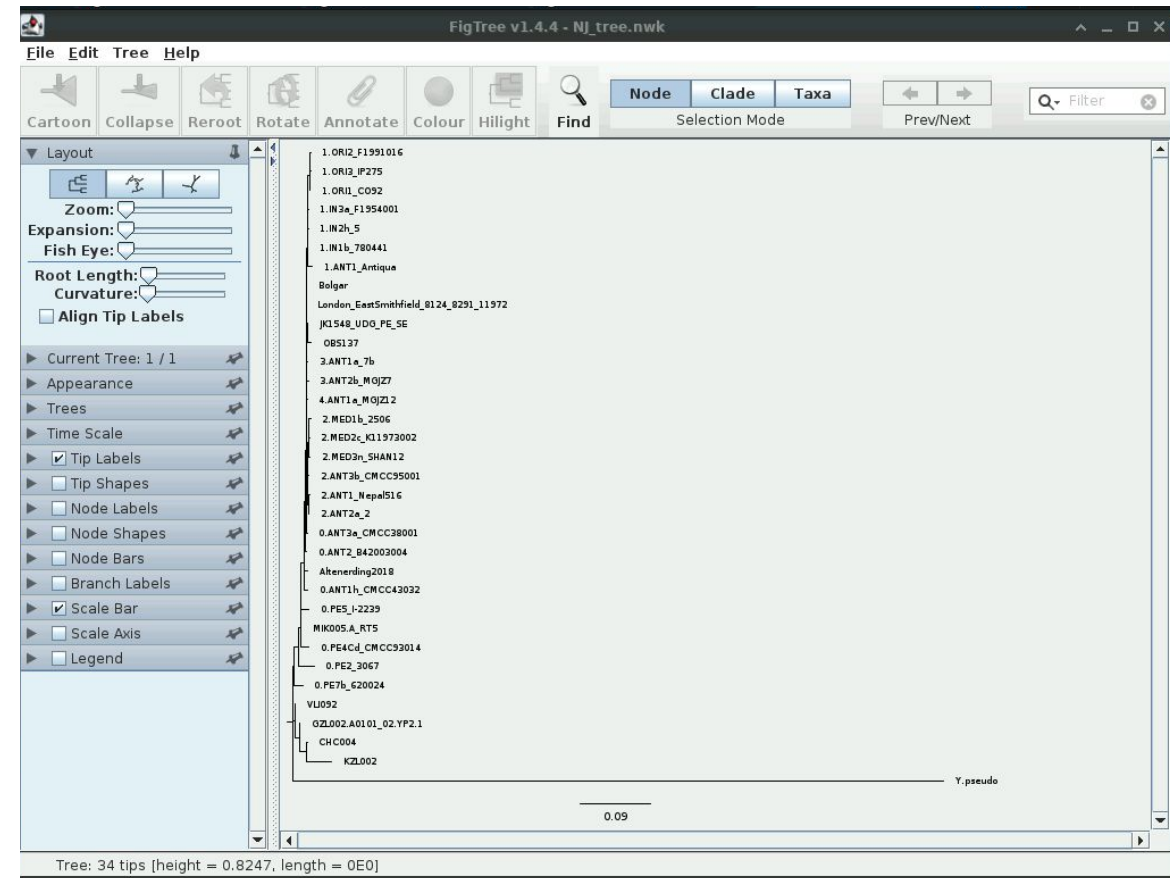 FigTree v1.4.4 - NJ_tree.nwk
File Edit Tree Help
Cartoon Collapse Reroot Rotate Annotate Colour Hilight Find
Node Clade Taxa
Selection Mode
Prev/Next
Filter
Layout
Zoom:
Expansion:
Fish Eye:
Root Length:
Curvature:
Align Tip Labels
Current Tree: 1 / 1
Appearance
Trees
Time Scale
Tip Labels
Tip Shapes
Node Labels
Node Shapes
Node Bars
Branch Labels
Scale Bar
Scale Axis
Legend
1.ORI2_F1991016
1.ORI3_IP275
1.ORI1_CO92
1.IN3a_F1954001
1.IN2h_5
1.IN1b_780441
1.ANT1_Antiqua
Bolgar
London_EastSmithfield_8124_8291_11972
JK1548_UDG_PE_SE
OBS137
3.ANT1a_7b
3.ANT2b_MGJZ7
4.ANT1a_MGJZ12
2.MED1b_2506
2.MED2c_K11973002
2.MED3n_SHAN12
2.ANT3b_CMCC95001
2.ANT1_Nepal516
2.ANT2a_2
0.ANT3a_CMCC38001
0.ANT2_B42003004
Altenerding2018
0.ANT1h_CMCC43032
0.PE5_I-2239
MIK005.A_RT5
0.PE4Cd_CMCC93014
0.PE2_3067
0.PE7b_620024
VLI092
GZL002.A0101_02.YP2.1
CHC004
KZL002
Y.pseudo
0.09
Tree: 34 tips [height = 0.8247, length = 0E0]